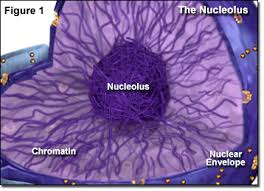 Figure 1
The Nucleolus
Nucleolus
Chromatin
Nuclear
Envelope